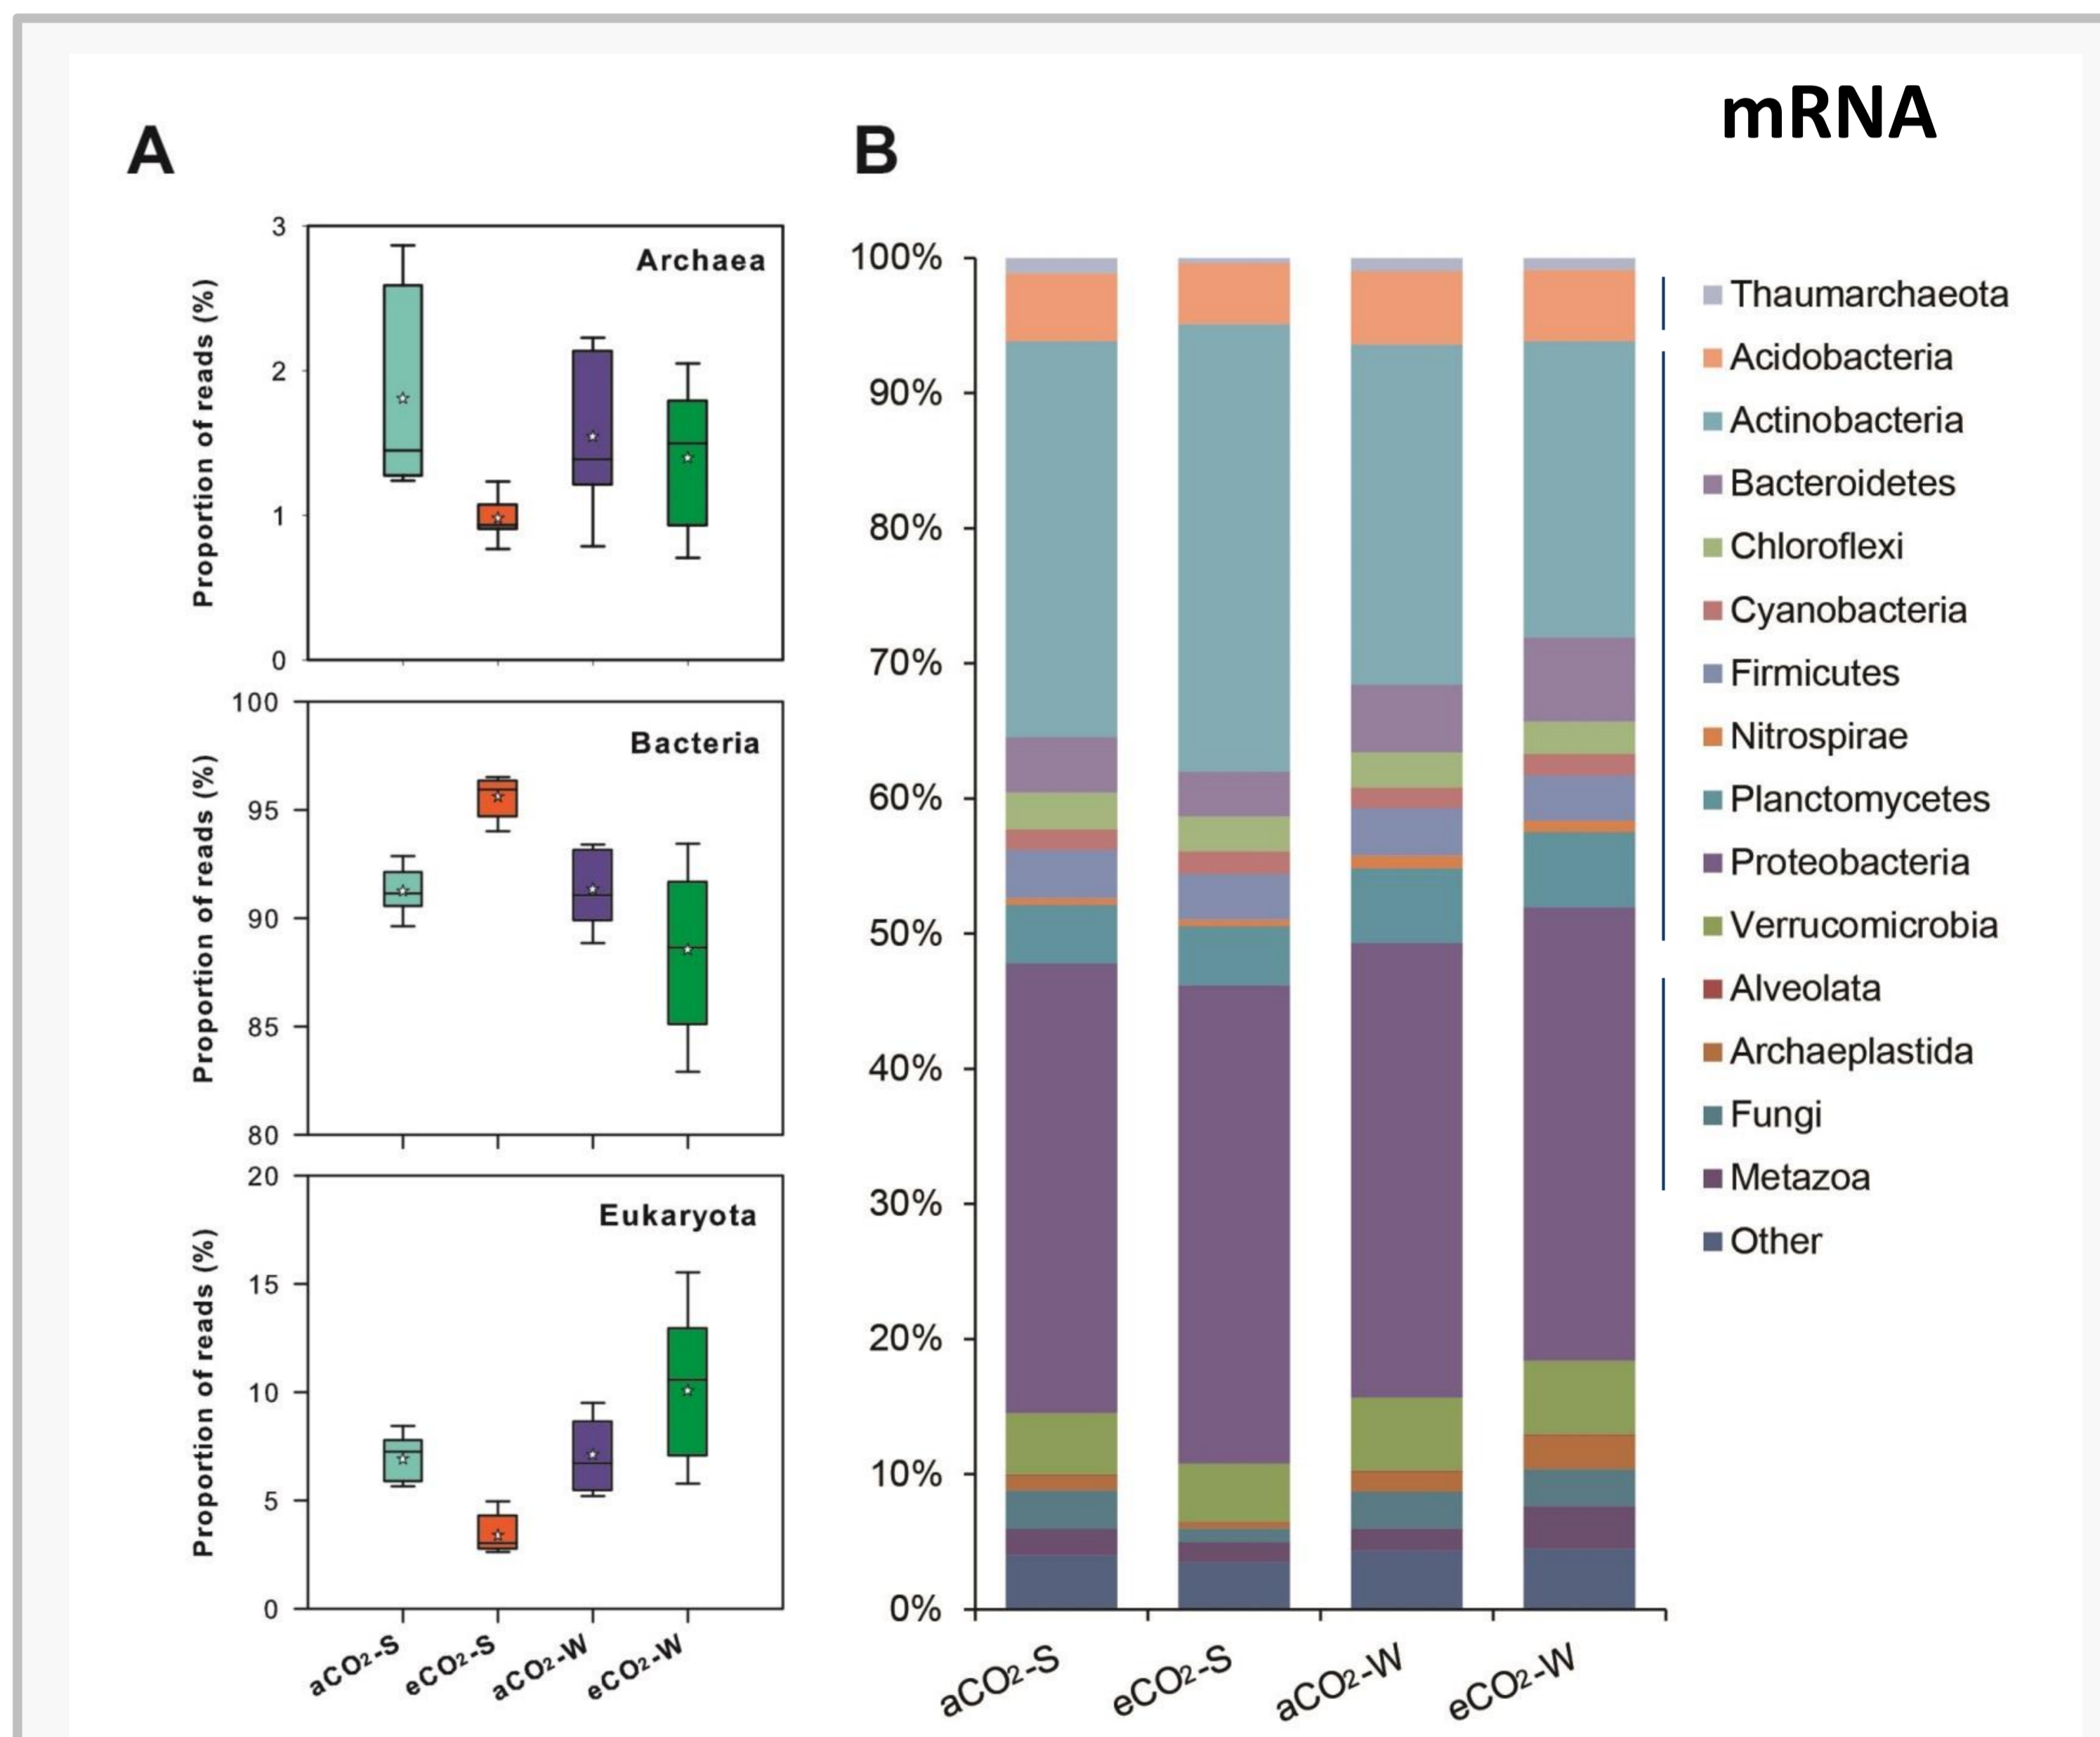 mRNA
A
B
Proportion of reads (%)
3
2
1
0
Archaea
Proportion of reads (%)
100
95
90
85
80
Bacteria
Proportion of reads (%)
20
15
10
5
0
Eukaryota
aCO₂-S
eCO₂-S
aCO₂-W
eCO₂-W
100%
90%
80%
70%
60%
50%
40%
30%
20%
10%
0%
aCO₂-S
eCO₂-S
aCO₂-W
eCO₂-W
Thaumarchaeota
Acidobacteria
Actinobacteria
Bacteroidetes
Chloroflexi
Cyanobacteria
Firmicutes
Nitrospirae
Planctomycetes
Proteobacteria
Verrucomicrobia
Alveolata
Archaeplastida
Fungi
Metazoa
Other